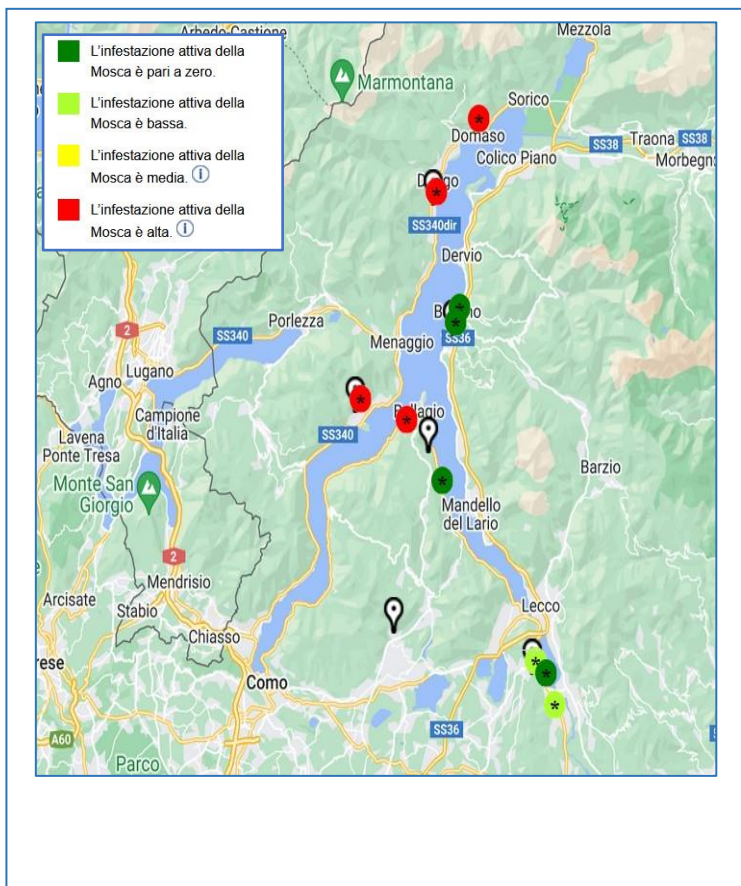 Mezzola
L'infestazione attiva della
Mosca è pari a zero.
L'infestazione attiva della
Mosca è bassa.
L'infestazione attiva della
Mosca è media.
L'infestazione attiva della
Mosca è alta.
Marmontana
Sorico
Domaso
SS38
Traona
SS38
Colico Piano
SS340dir
Dervio
Porlezza
SS340
Menaggio
SS36
2
Lugano
Agno
Campione
d'Italia
SS340
Lavena
Ponte Tresa
Barzio
Monte San
Giorgio
Mandello
del Lario
2
Mendrisio
Arcisate
Stabio
Lecco
Chiasso
Como
SS36
A60
Parco